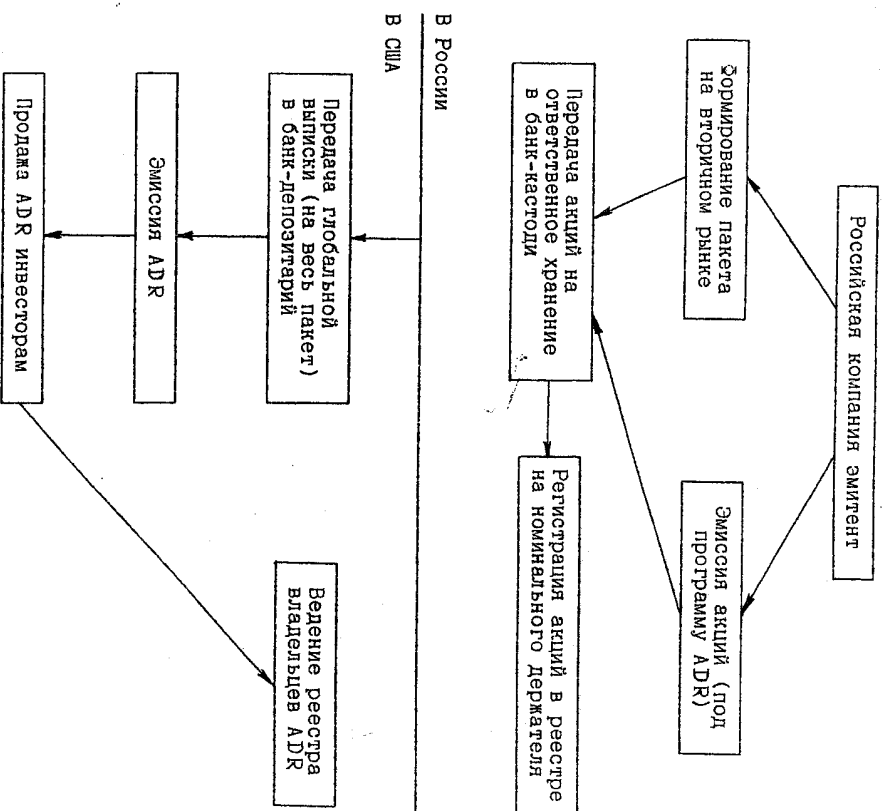 Российская компания эмитент
Формирование пакета
на вторичном рынке
Эмиссия акций (под
программу ADR)
Передача акций на
ответственное хранение
в банк-кастоди
Регистрация акций в реестре
на номинального держателя
В России
В США
Передача глобальной
выписки (на весь пакет)
в банк-депозитарий
Ведение реестра
владельцев ADR
Эмиссия ADR
Продажа ADR инвесторам